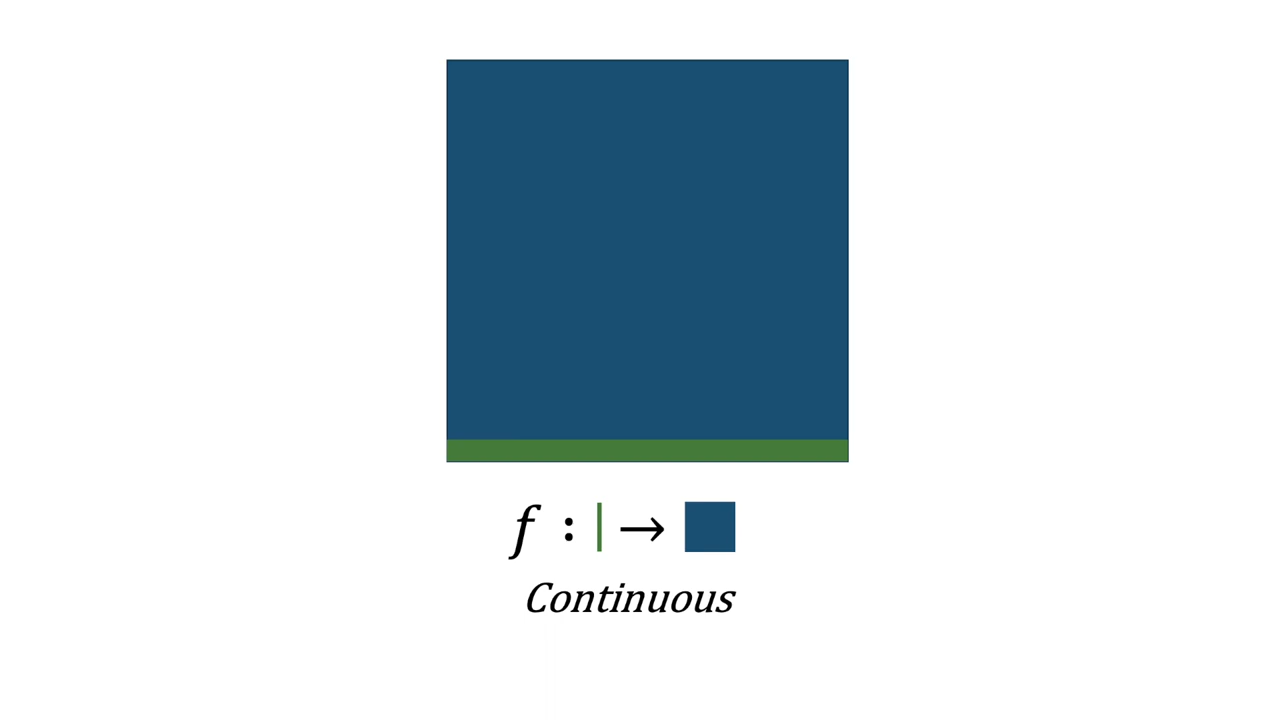 f : | →
Continuous